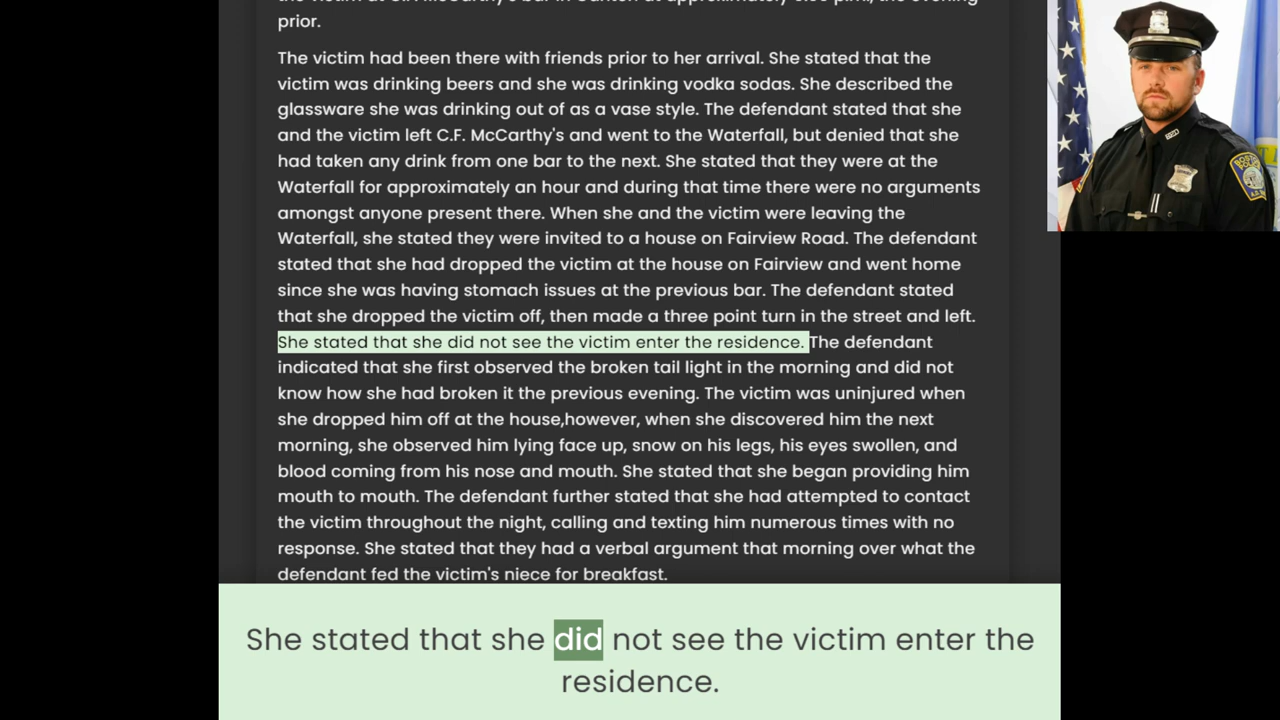 prior.
The victim had been there with friends prior to her arrival. She stated that the
victim was drinking beers and she was drinking vodka sodas. She described the
glassware she was drinking out of as a vase style. The defendant stated that she
and the victim left C.F. McCarthy's and went to the Waterfall, but denied that she
had taken any drink from one bar to the next. She stated that they were at the
Waterfall for approximately an hour and during that time there were no arguments
amongst anyone present there. When she and the victim were leaving the
Waterfall, she stated they were invited to a house on Fairview Road. The defendant
stated that she had dropped the victim at the house on Fairview and went home
since she was having stomach issues at the previous bar. The defendant stated
that she dropped the victim off, then made a three point turn in the street and left.
She stated that she did not see the victim enter the residence. The defendant
indicated that she first observed the broken tail light in the morning and did not
know how she had broken it the previous evening. The victim was uninjured when
she dropped him off at the house,however, when she discovered him the next
morning, she observed him lying face up, snow on his legs, his eyes swollen, and
blood coming from his nose and mouth. She stated that she began providing him
mouth to mouth. The defendant further stated that she had attempted to contact
the victim throughout the night, calling and texting him numerous times with no
response. She stated that they had a verbal argument that morning over what the
defendant fed the victim's niece for breakfast.
She stated that she did not see the victim enter the
residence.